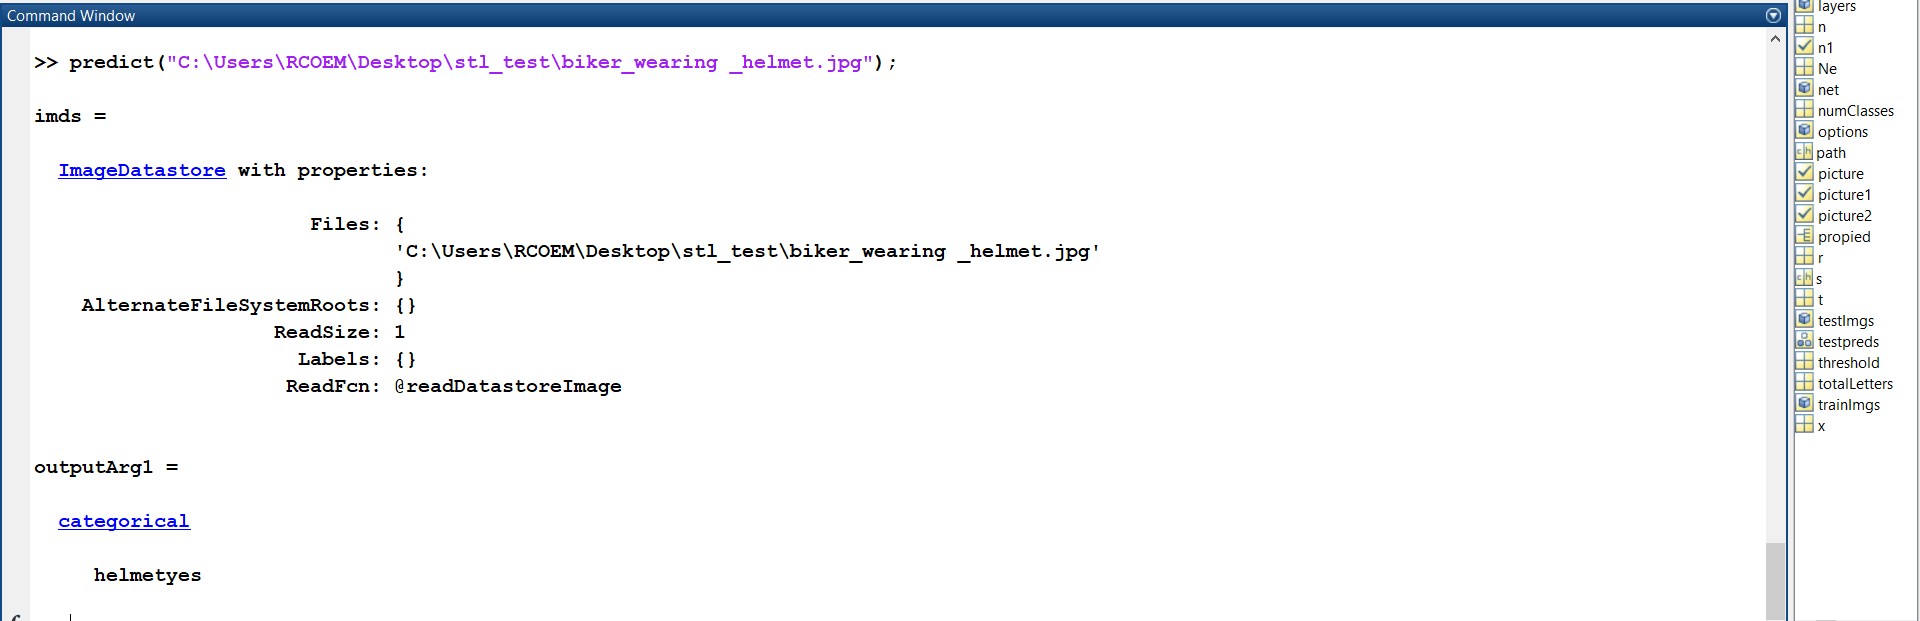 Command Window
>> predict("C:\Users\RCOEM\Desktop\stl_test\biker_wearing _helmet.jpg");
imds =
ImageDatastore with properties:
Files: {
'C:\Users\RCOEM\Desktop\stl_test\biker_wearing _helmet.jpg'
}
AlternateFileSystemRoots: {}
ReadSize: 1
Labels: {}
ReadFcn: @readDatastoreImage
outputArg1 =
categorical
helmetyes
layers
n
n1
Ne
net
numClasses
options
path
picture
picture1
picture2
propied
r
s
t
testImgs
testpreds
threshold
totalLetters
trainImgs
x